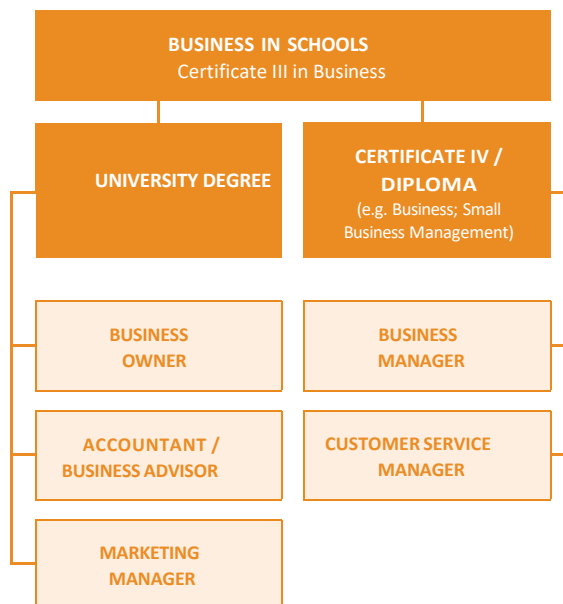 BUSINESS IN SCHOOLS
Certificate III in Business
UNIVERSITY DEGREE
CERTIFICATE IV /
DIPLOMA
(e.g. Business; Small
Business Management)
BUSINESS
OWNER
BUSINESS
MANAGER
ACCOUNTANT /
BUSINESS ADVISOR
CUSTOMER SERVICE
MANAGER
MARKETING
MANAGER